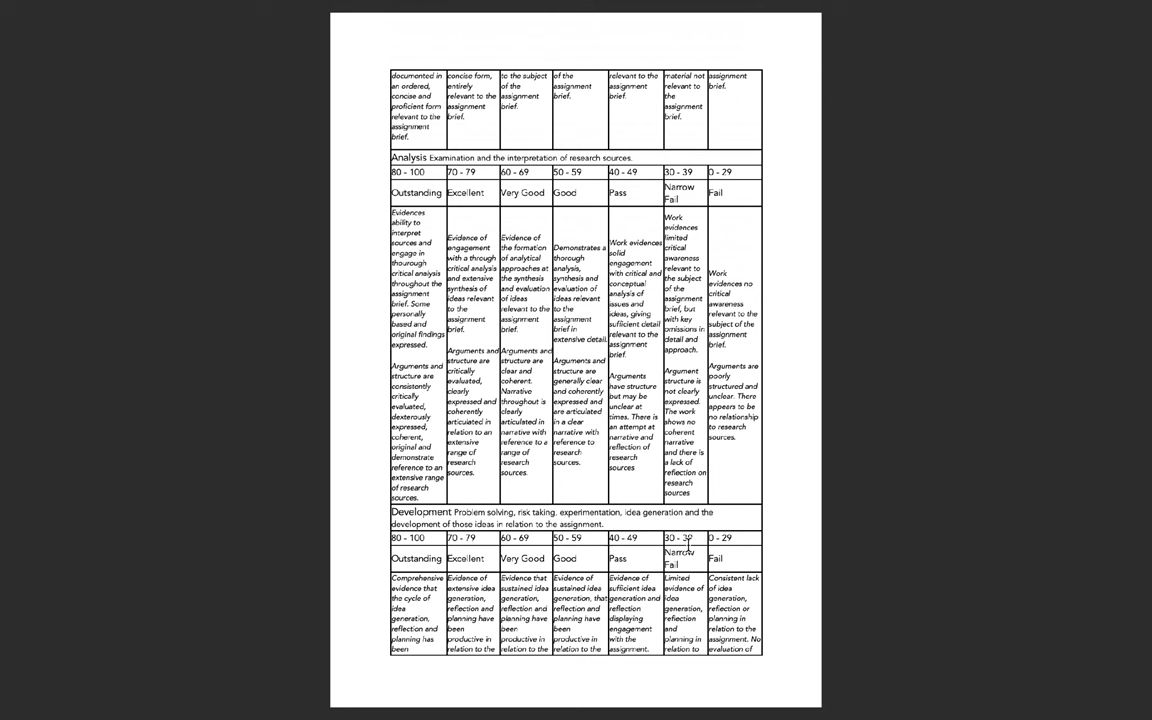 documented in
an ordered,
concise and
proficient form
relevant to the
assignment
brief.
concise form,
entirely
relevant to the
assignment
brief.
to the subject
of the
assignment
brief.
of the
assignment
brief.
relevant to the
assignment
brief.
material not
relevant to
the
assignment
brief.
assignment
brief.
Analysis Examination and the interpretation of research sources.
80 - 100
70 - 79
60 - 69
50 - 59
40 - 49
30 - 39
0 - 29
Outstanding
Excellent
Very Good
Good
Pass
Narrow
Fail
Fail
Evidences
ability to
interpret
sources and
engage in
thourough
critical analysis
throughout the
assignment
brief. Some
personally
based and
original findings
expressed.
Arguments and
structure are
consistently
critically
evaluated,
dexterously
expressed,
coherent,
original and
demonstrate
reference to an
extensive range
of research
sources.
Evidence of
engagement
with a through
critical analysis
and extensive
synthesis of
ideas relevant
to the
assignment
brief.
Arguments and
structure are
critically
evaluated,
clearly
expressed and
coherently
articulated in
relation to an
extensive
range of
research
sources.
Evidence of
the formation
of analytical
approaches at
the synthesis
and evaluation
of ideas
relevant to the
assignment
brief.
Arguments and
structure are
clear and
coherent.
Narrative
throughout is
clearly
articulated in
narrative with
reference to a
range of
research
sources.
Demonstrates a
thorough
analysis,
synthesis and
evaluation of
ideas relevant
to the
assignment
brief in
extensive detail.
Arguments and
structure are
generally clear
and coherently
expressed and
are articulated
in a clear
narrative with
reference to
research
sources.
Work evidences
solid
engagement
with critical and
conceptual
analysis of
issues and
ideas, giving
sufficient detail
relevant to the
assignment
brief.
Arguments
have structure
but may be
unclear at
times. There is
an attempt at
narrative and
reflection of
research
sources
Work
evidences
limited
critical
awareness
relevant to
the subject
of the
assignment
brief, but
with key
omissions in
detail and
approach.
Argument
structure is
not clearly
expressed.
The work
shows no
coherent
narrative
and there is
a lack of
reflection on
research
sources
Work
evidences no
critical
awareness
relevant to the
subject of the
assignment
brief.
Arguments are
poorly
structured and
unclear. There
appears to be
no relationship
to research
sources.
Development Problem solving, risk taking, experimentation, idea generation and the
development of those ideas in relation to the assignment.
80 - 100
70 - 79
60 - 69
50 - 59
40 - 49
30 - 39
0 - 29
Outstanding
Excellent
Very Good
Good
Pass
Narrow
Fail
Fail
Comprehensive
evidence that
the cycle of
idea
generation,
reflection and
planning has
been
Evidence of
extensive idea
generation,
reflection and
planning have
been
productive in
relation to the
Evidence that
sustained idea
generation,
reflection and
planning have
been
productive in
relation to the
Evidence of
sustained idea
generation, that
reflection and
planning have
been
productive in
relation to the
Evidence of
sufficient idea
generation and
reflection
displaying
engagement
with the
assignment.
Limited
evidence of
idea
generation,
reflection
and
planning in
relation to
Consistent lack
of idea
generation,
reflection or
planning in
relation to the
assignment. No
evaluation of